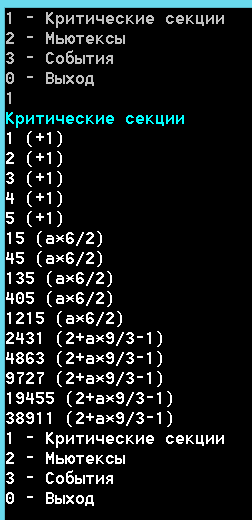 1 - Критические секции
2 - Мьютексы
3 - События
0 - Выход
1
Критические секции
1 (+1)
2 (+1)
3 (+1)
4 (+1)
5 (+1)
15 (a*6/2)
45 (a*6/2)
135 (a*6/2)
405 (a*6/2)
1215 (a*6/2)
2431 (2+a*9/3-1)
4863 (2+a*9/3-1)
9727 (2+a*9/3-1)
19455 (2+a*9/3-1)
38911 (2+a*9/3-1)
1 - Критические секции
2 - Мьютексы
3 - События
0 - Выход